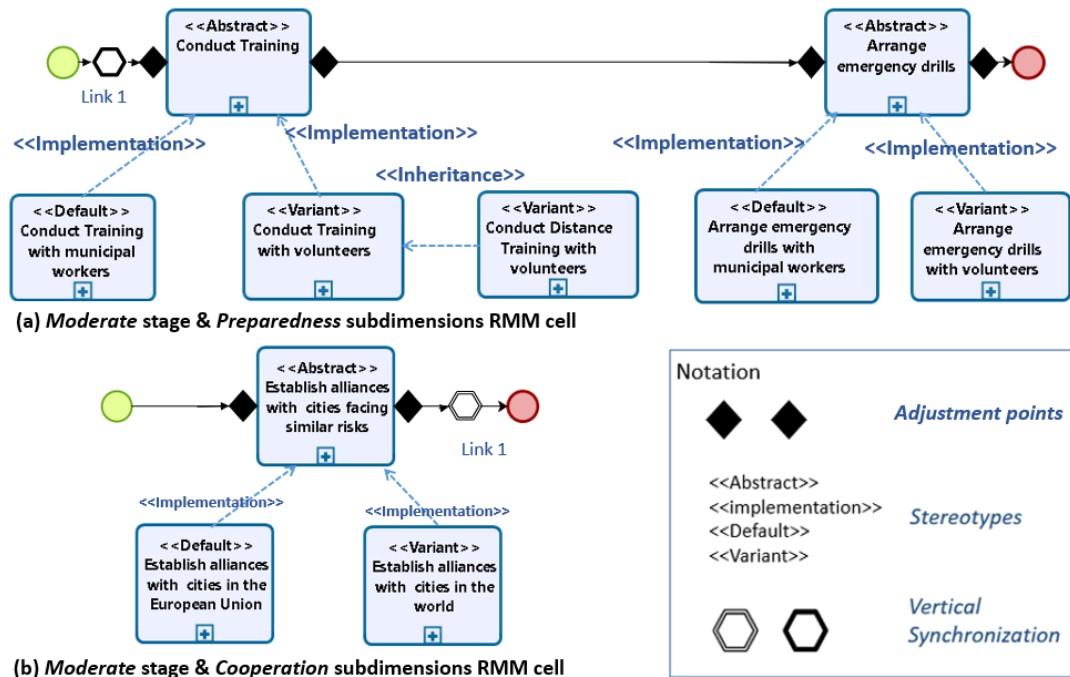 <<Abstract>>
Conduct Training
<<Abstract>>
Arrange
emergency drills
Link 1
<<Implementation>>
<<Implementation>>
<<Inheritance>>
<<Implementation>>
<<Implementation>>
<<Default>>
Conduct Training
with municipal
workers
<<Variant>>
Conduct Training
with volunteers
<<Variant>>
Conduct Distance
Training with
volunteers
<<Default>>
Arrange emergency
drills with
municipal workers
<<Variant>>
Arrange
emergency drills
with volunteers
(a) Moderate stage & Preparedness subdimensions RMM cell
<<Abstract>>
Establish alliances
with cities facing
similar risks
Link 1
<<Implementation>>
<<Implementation>>
<<Default>>
Establish alliances
with cities in the
European Union
<<Variant>>
Establish alliances
with cities in the
world
(b) Moderate stage & Cooperation subdimensions RMM cell
Notation
Adjustment points
<<Abstract>>
<<implementation>>
<<Default>>
<<Variant>>
Stereotypes
Vertical
Synchronization